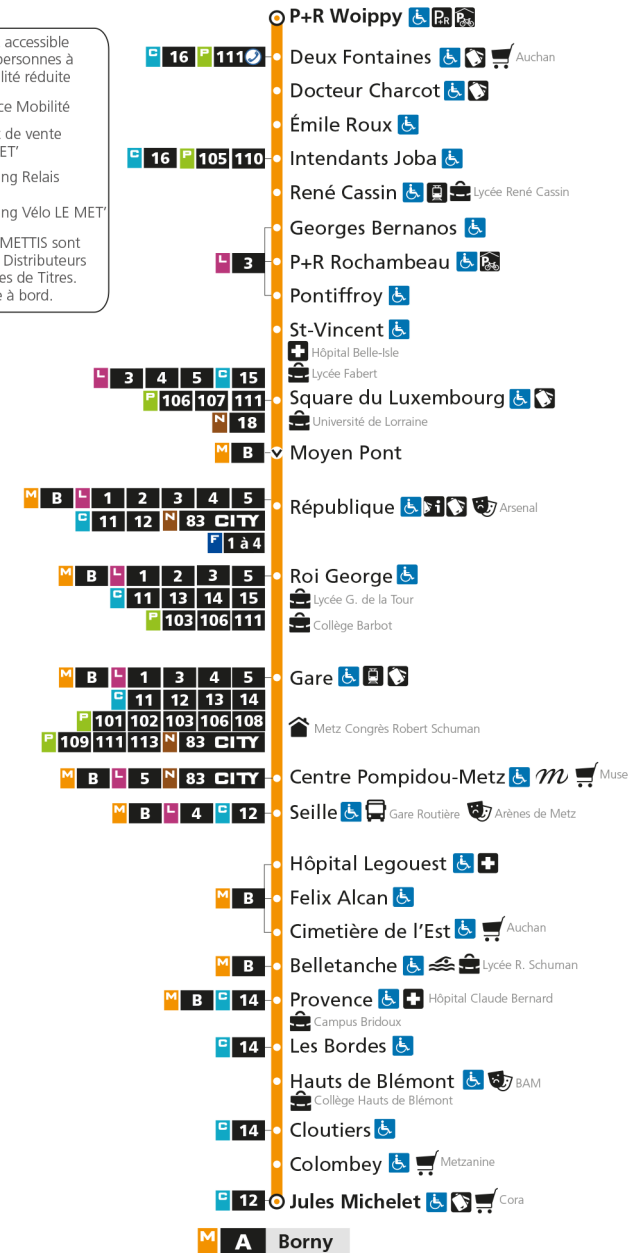 P+R Woippy P+R
accessible
personnes à
lité réduite
ce Mobilité
de vente
ET'
ng Relais
ng Vélo LE MET'
METTIS sont
Distributeurs
es de Titres.
à bord.
C 16 P 111 Deux Fontaines Auchan
Docteur Charcot
Émile Roux
C 16 P 105 110 Intendants Joba
René Cassin Lycée René Cassin
Georges Bernanos
L 3 P+R Rochambeau P
Pontiffroy
St-Vincent
Hôpital Belle-Isle
Lycée Fabert
L 3 4 5 C 15
P 106 107 111 Square du Luxembourg
N 18 Université de Lorraine
M B Moyen Pont
M B L 1 2 3 4 5
République i Arsenal
C 11 12 N 83 CITY
F 1 à 4
M B L 1 2 3 5 Roi George
C 11 13 14 15 Lycée G. de la Tour
P 103 106 111 Collège Barbot
M B L 1 3 4 5 Gare
C 11 12 13 14
P 101 102 103 106 108
Metz Congrès Robert Schuman
P 109 111 113 N 83 CITY
M B L 5 N 83 CITY Centre Pompidou-Metz m Muse
M B L 4 C 12 Seille Gare Routière Arènes de Metz
Hôpital Legouest
M B Felix Alcan
Cimetière de l'Est Auchan
M B Belletanche Lycée R. Schuman
M B C 14 Provence Hôpital Claude Bernard
Campus Bridoux
C 14 Les Bordes
Hauts de Blémont BAM
Collège Hauts de Blémont
C 14 Cloutiers
Colombey Metzanine
C 12 Jules Michelet Cora
M A Borny